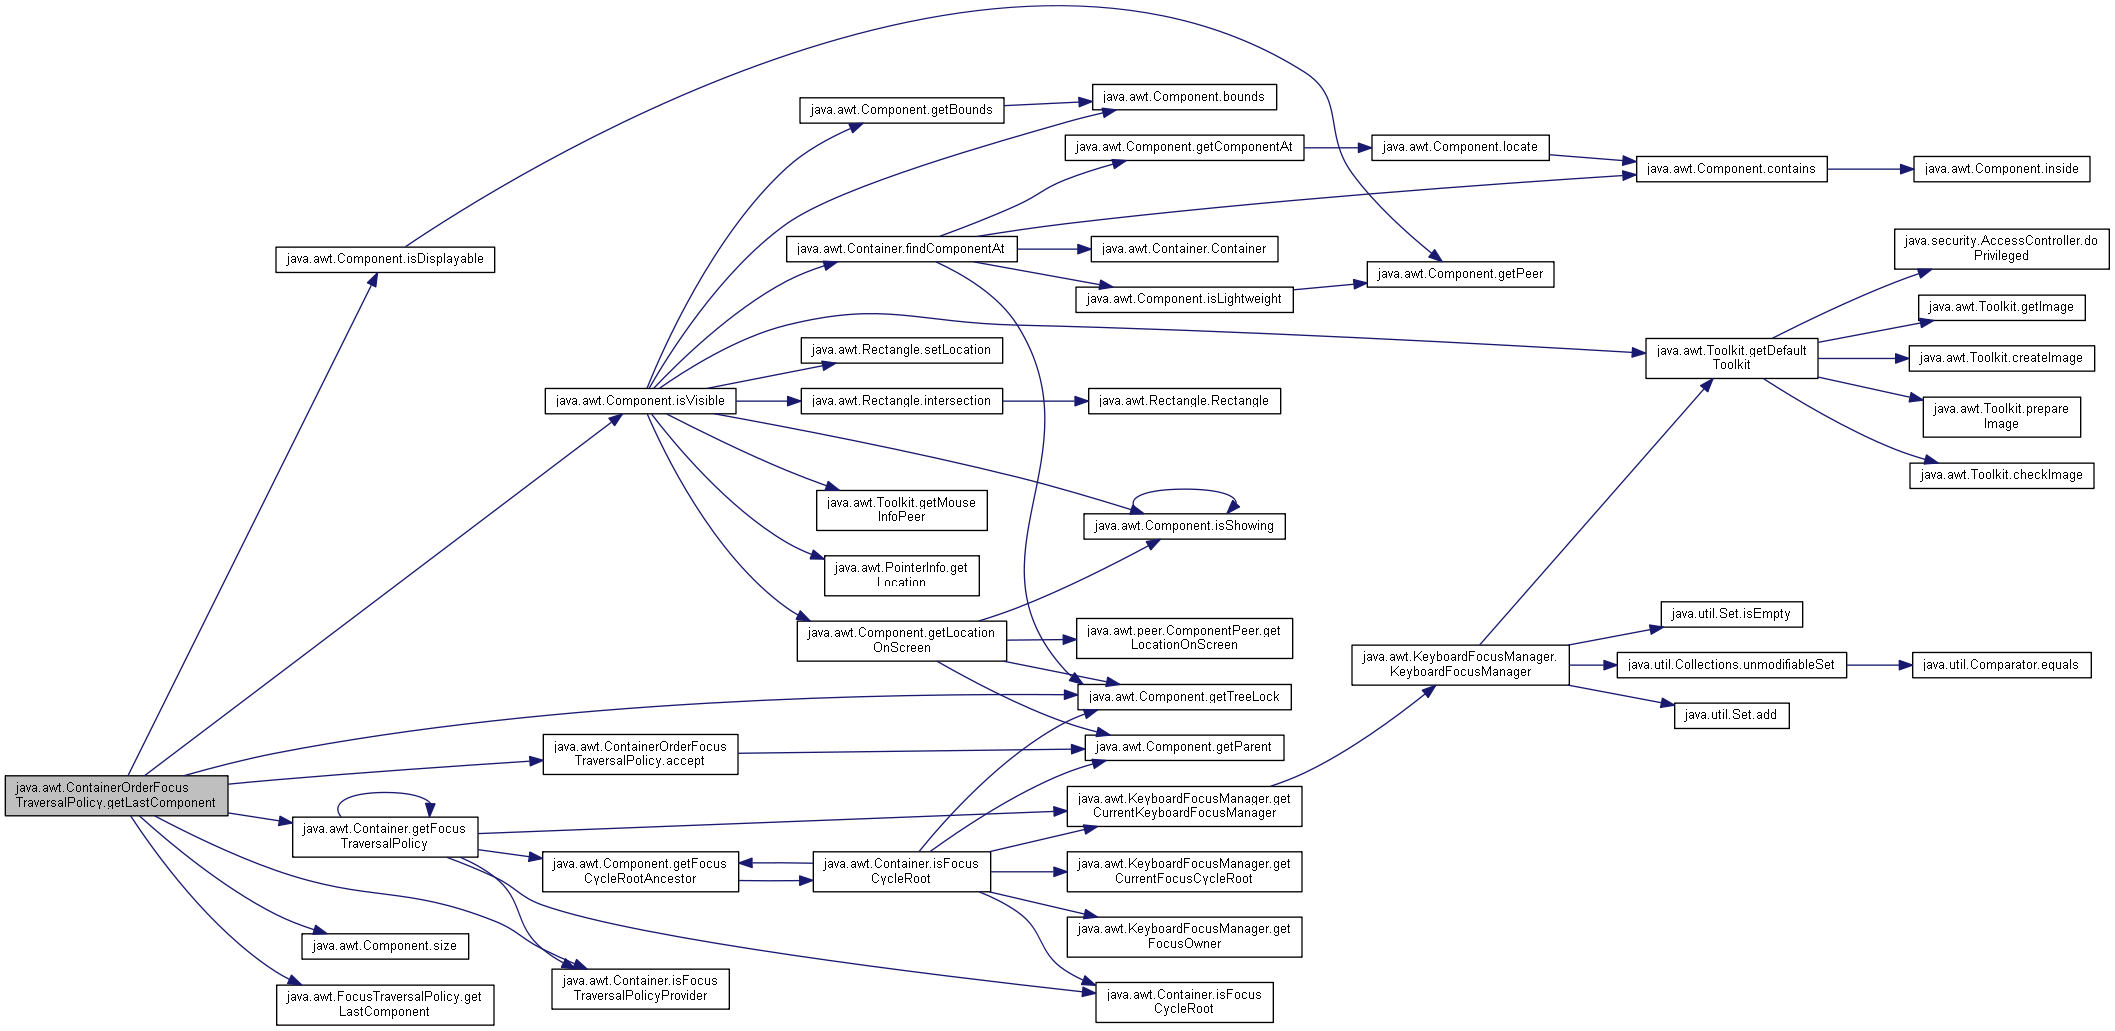 java.awt.Component.bounds
java.awt.Component.getBounds
java.awt.Component.getComponentAt
java.awt.Component.locate
java.awt.Component.contains
java.awt.Component.inside
java.awt.Container.findComponentAt
java.awt.Container.Container
java.security.AccessController.do
Privileged
java.awt.Component.isDisplayable
java.awt.Component.getPeer
java.awt.Component.isLightweight
java.awt.Toolkit.getImage
java.awt.Rectangle.setLocation
java.awt.Toolkit.getDefault
Toolkit
java.awt.Toolkit.createImage
java.awt.Component.isVisible
java.awt.Rectangle.intersection
java.awt.Rectangle.Rectangle
java.awt.Toolkit.prepare
Image
java.awt.Toolkit.checkImage
java.awt.Toolkit.getMouse
InfoPeer
java.awt.Component.isShowing
java.awt.PointerInfo.get
Location
java.util.Set.isEmpty
java.awt.Component.getLocation
OnScreen
java.awt.peer.ComponentPeer.get
LocationOnScreen
java.awt.KeyboardFocusManager.
KeyboardFocusManager
java.util.Collections.unmodifiableSet
java.util.Comparator.equals
java.awt.Component.getTreeLock
java.util.Set.add
java.awt.ContainerOrderFocus
TraversalPolicy.accept
java.awt.Component.getParent
java.awt.ContainerOrderFocus
TraversalPolicy.getLastComponent
java.awt.KeyboardFocusManager.get
CurrentKeyboardFocusManager
java.awt.Container.getFocus
TraversalPolicy
java.awt.Component.getFocus
CycleRootAncestor
java.awt.Container.isFocus
CycleRoot
java.awt.KeyboardFocusManager.get
CurrentFocusCycleRoot
java.awt.KeyboardFocusManager.get
FocusOwner
java.awt.Component.size
java.awt.Container.isFocus
TraversalPolicyProvider
java.awt.FocusTraversalPolicy.get
LastComponent
java.awt.Container.isFocus
CycleRoot